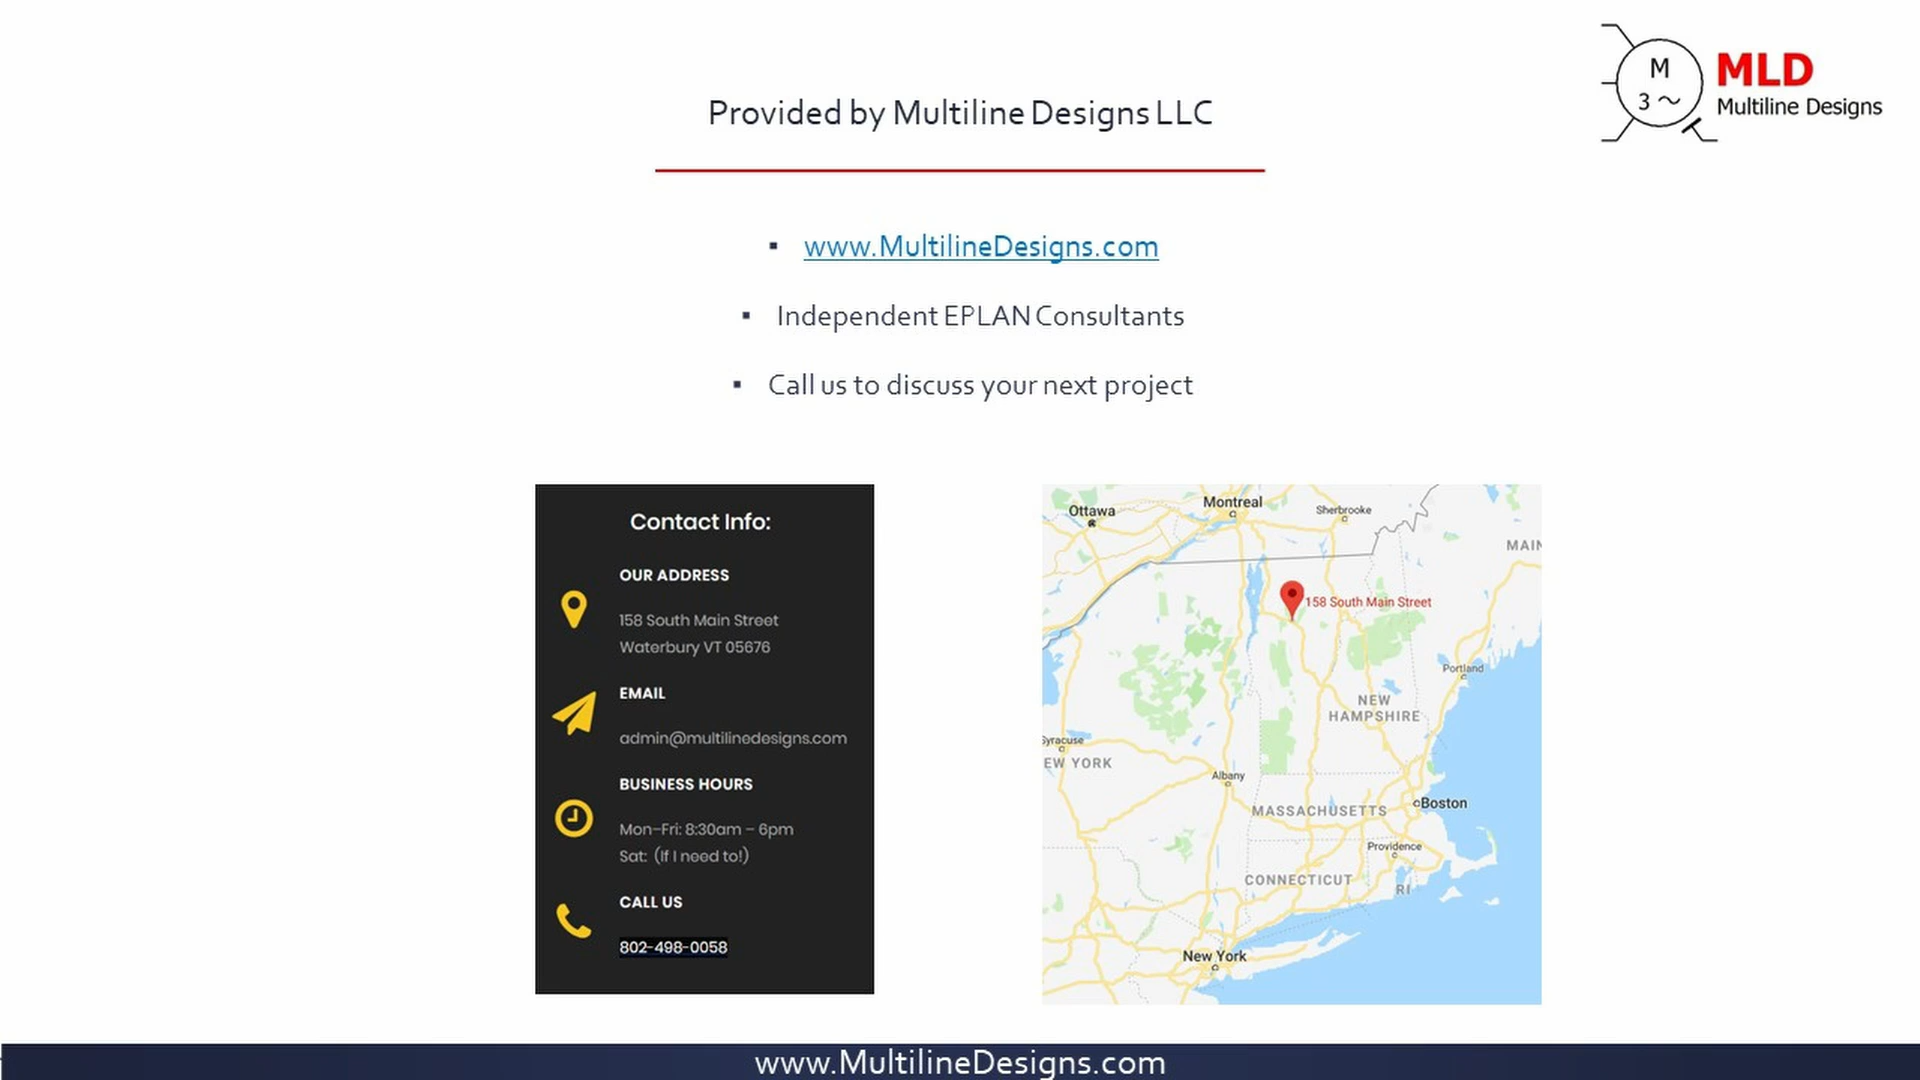 M
3 ~
MLD
Multiline Designs
Provided by Multiline Designs LLC
▪ www.MultilineDesigns.com
▪ Independent EPLAN Consultants
▪ Call us to discuss your next project
Contact Info:
OUR ADDRESS
158 South Main Street
Waterbury VT 05676
EMAIL
admin@multilinedesigns.com
BUSINESS HOURS
Mon–Fri: 8:30am – 6pm
Sat: (If I need to!)
CALL US
802-498-0058
Montreal
Ottawa
Sherbrooke
MAIN
158 South Main Street
Portland
NEW
HAMPSHIRE
Syracuse
EW YORK
Albany
Boston
MASSACHUSETTS
Providence
CONNECTICUT
RI
New York
www.MultilineDesigns.com